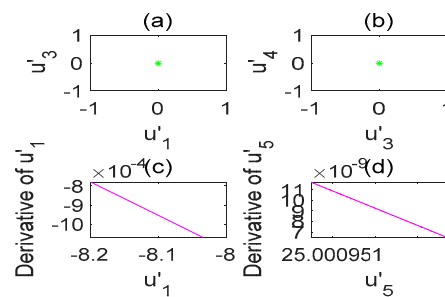 (a)
(b)
u'3
1
0
-1
-1
0
1
u'1
u'4
1
0
-1
-1
0
1
u'3
× 10-4
(c)
Derivative of u'1
-8
-9
-10
-8.2
-8.1
-8
u'1
× 10-9
(d)
Derivative of u'5
11
9
8
7
25.000951
u'5